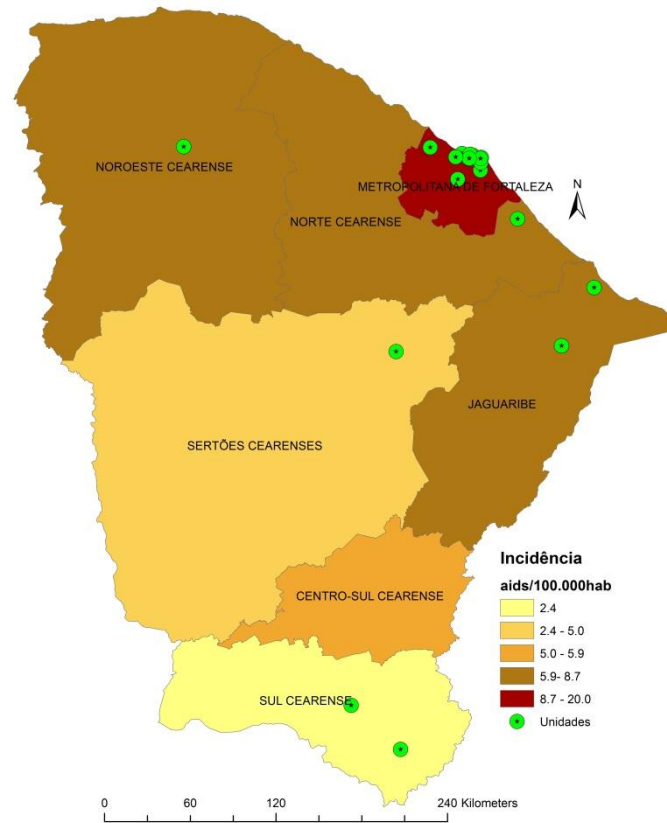 NOROESTE CEARENSE
METROPOLITANA DE FORTALEZA
N
NORTE CEARENSE
JAGUARIBE
SERTÕES CEARENSES
CENTRO-SUL CEARENSE
SUL CEARENSE
Incidência
aids/100.000hab
2.4
2.4 - 5.0
5.0 - 5.9
5.9- 8.7
8.7 - 20.0
Unidades
0 60 120 240 Kilometers